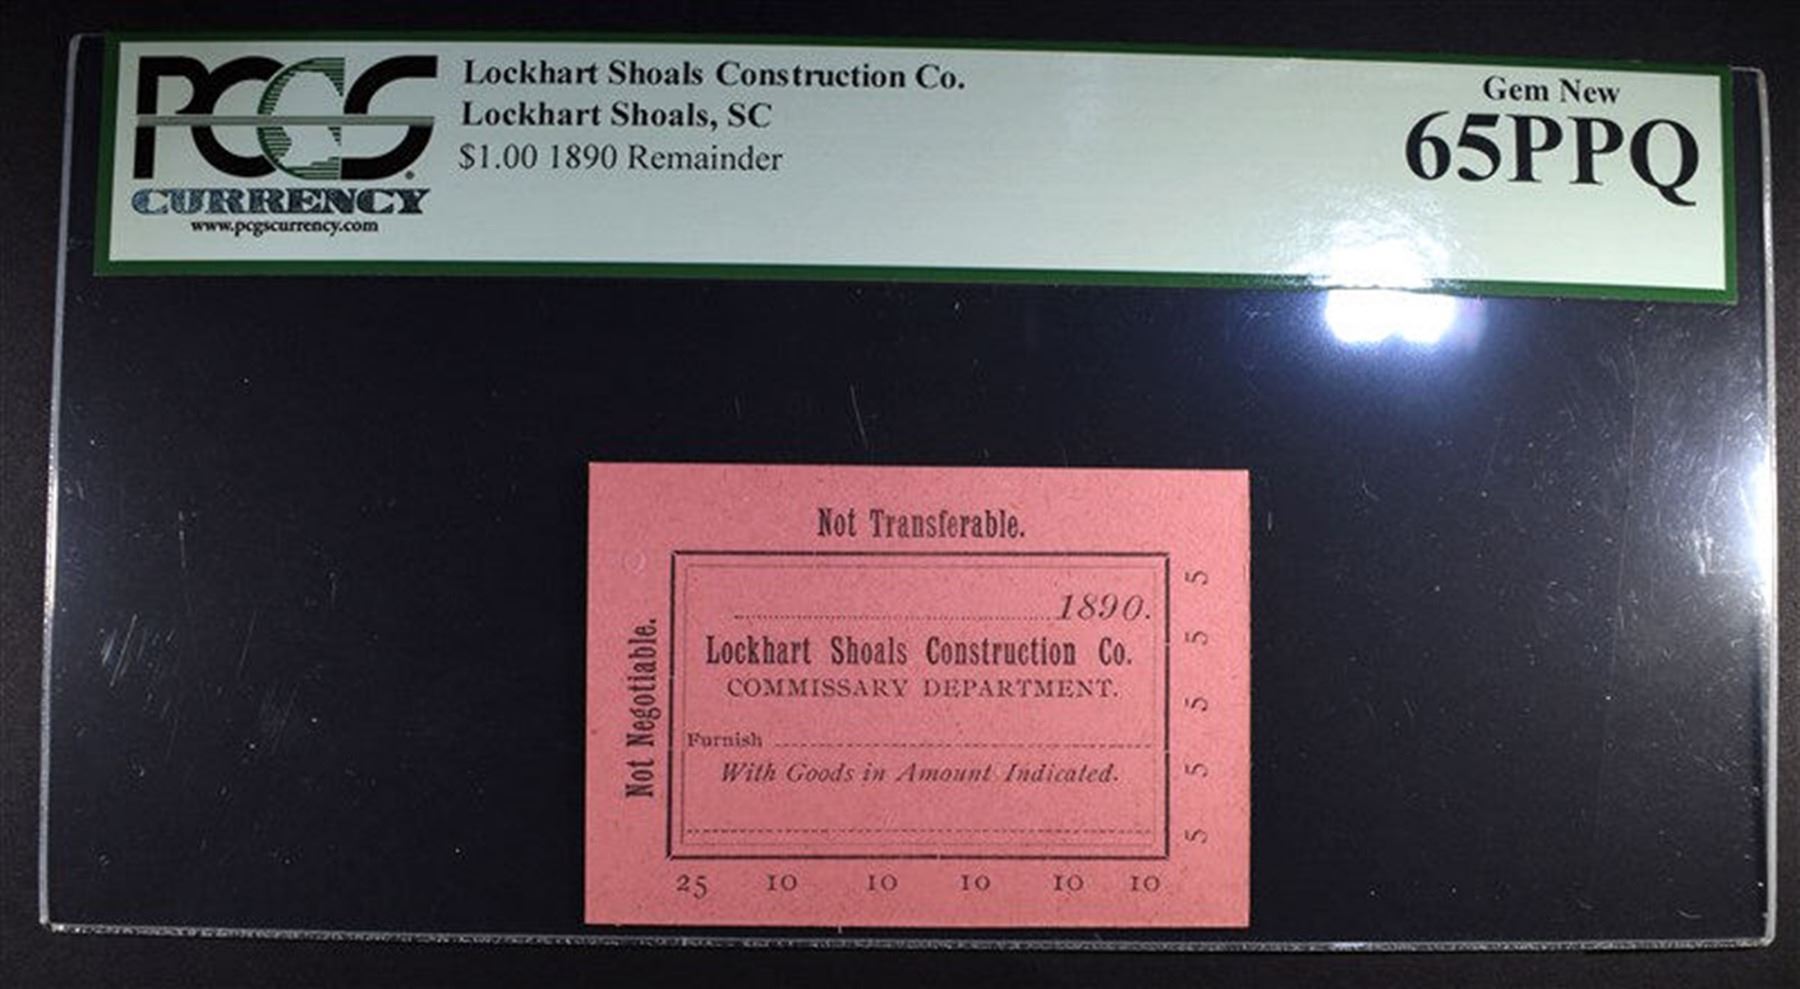 PCGS
CURRENCY
www.pcgscurrency.com
Lockhart Shoals Construction Co.
Lockhart Shoals, SC
$1.00 1890 Remainder
Gem New
65PPQ
Not Transferable.
Not Negotiable.
1890.
Lockhart Shoals Construction Co.
COMMISSARY DEPARTMENT.
Furnish
With Goods in Amount Indicated.
5
5
5
5
5
25 10 10 10 10 10